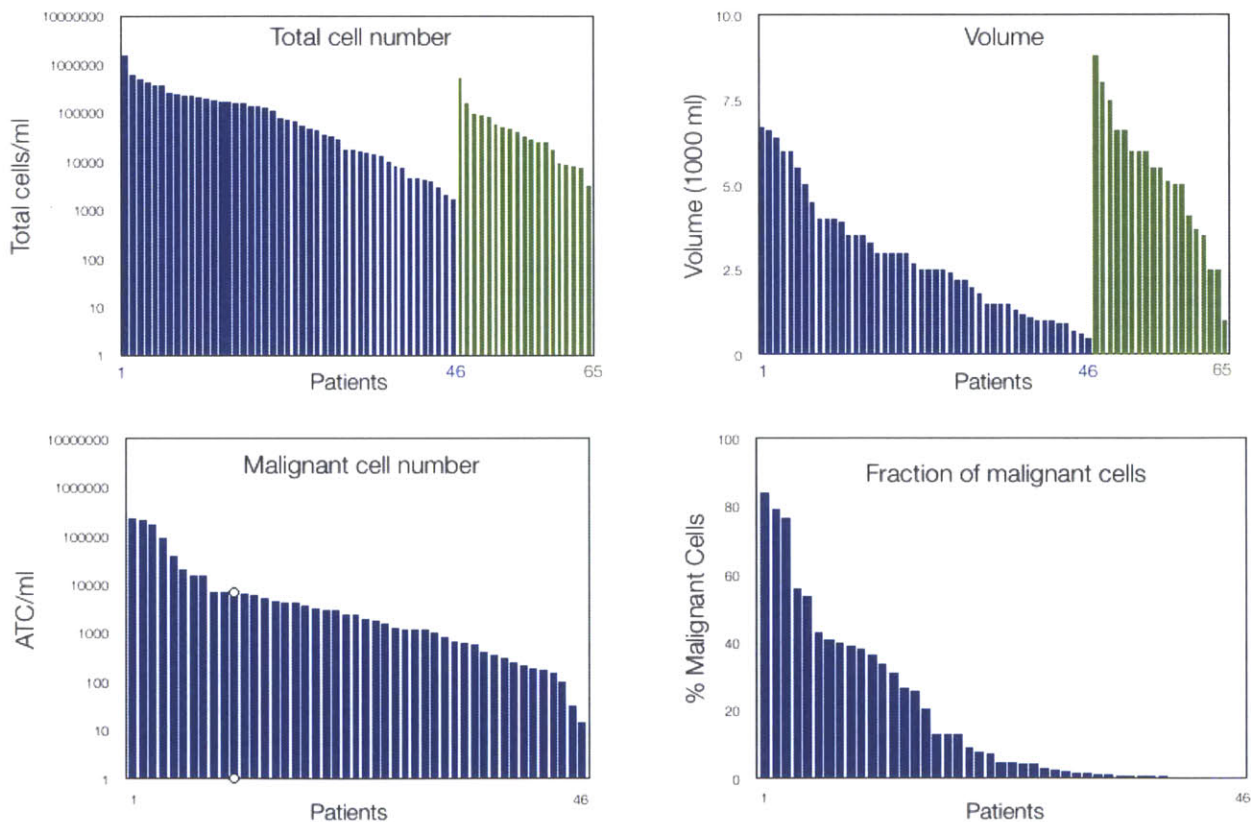 Total cell number
Total cells/ml
10000000
1000000
100000
10000
1000
100
10
1
1 46 65
Patients
Volume
Volume (1000 ml)
10.0
7.5
5.0
2.5
0
1 46 65
Patients
Malignant cell number
ATC/ml
10000000
1000000
100000
10000
1000
100
10
1
1 46
Patients
Fraction of malignant cells
% Malignant Cells
100
80
60
40
20
0
1 46
Patients